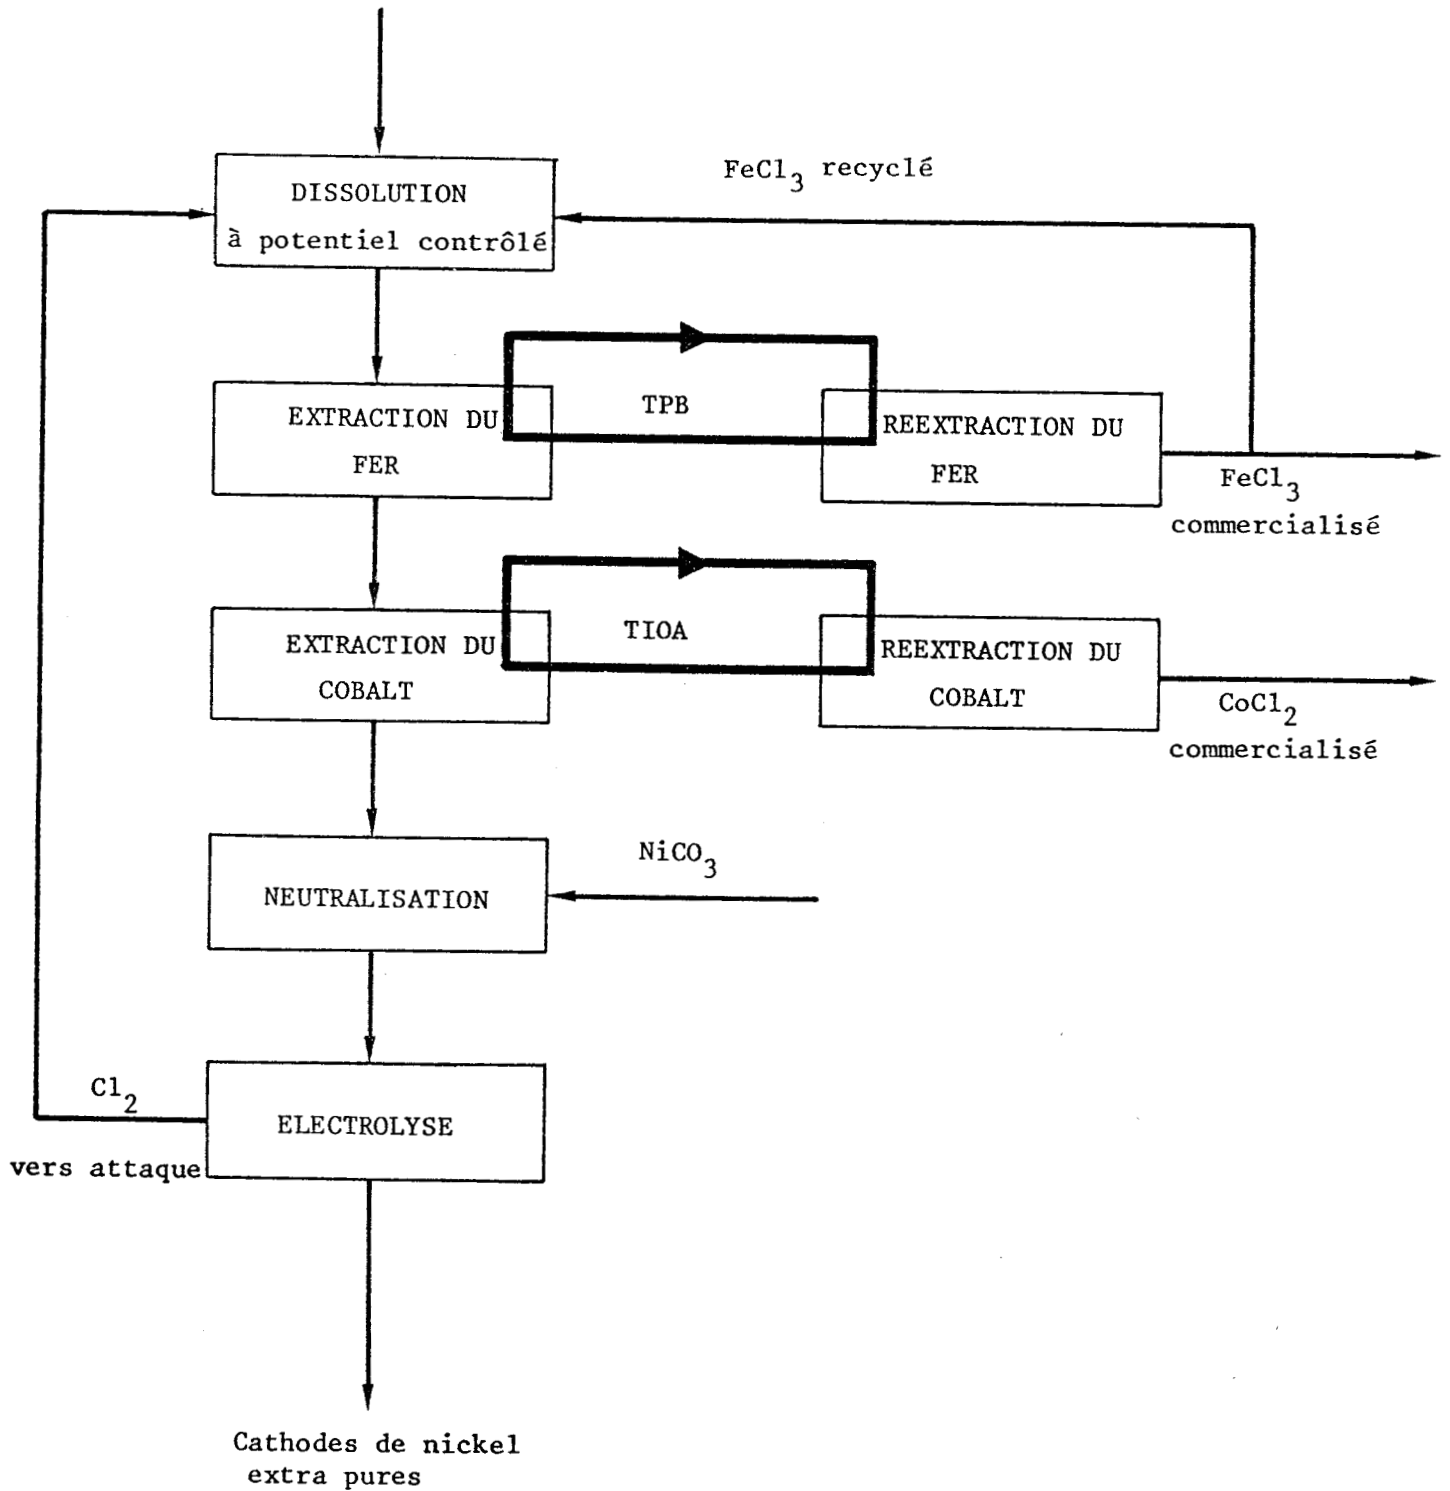 FeCl3 recyclé
DISSOLUTION
à potentiel contrôlé
TPB
EXTRACTION DU
FER
REEXTRACTION DU
FER
FeCl3
commercialisé
TIOA
EXTRACTION DU
COBALT
REEXTRACTION DU
COBALT
CoCl2
commercialisé
NiCO3
NEUTRALISATION
Cl2
vers attaque
ELECTROLYSE
Cathodes de nickel
extra pures